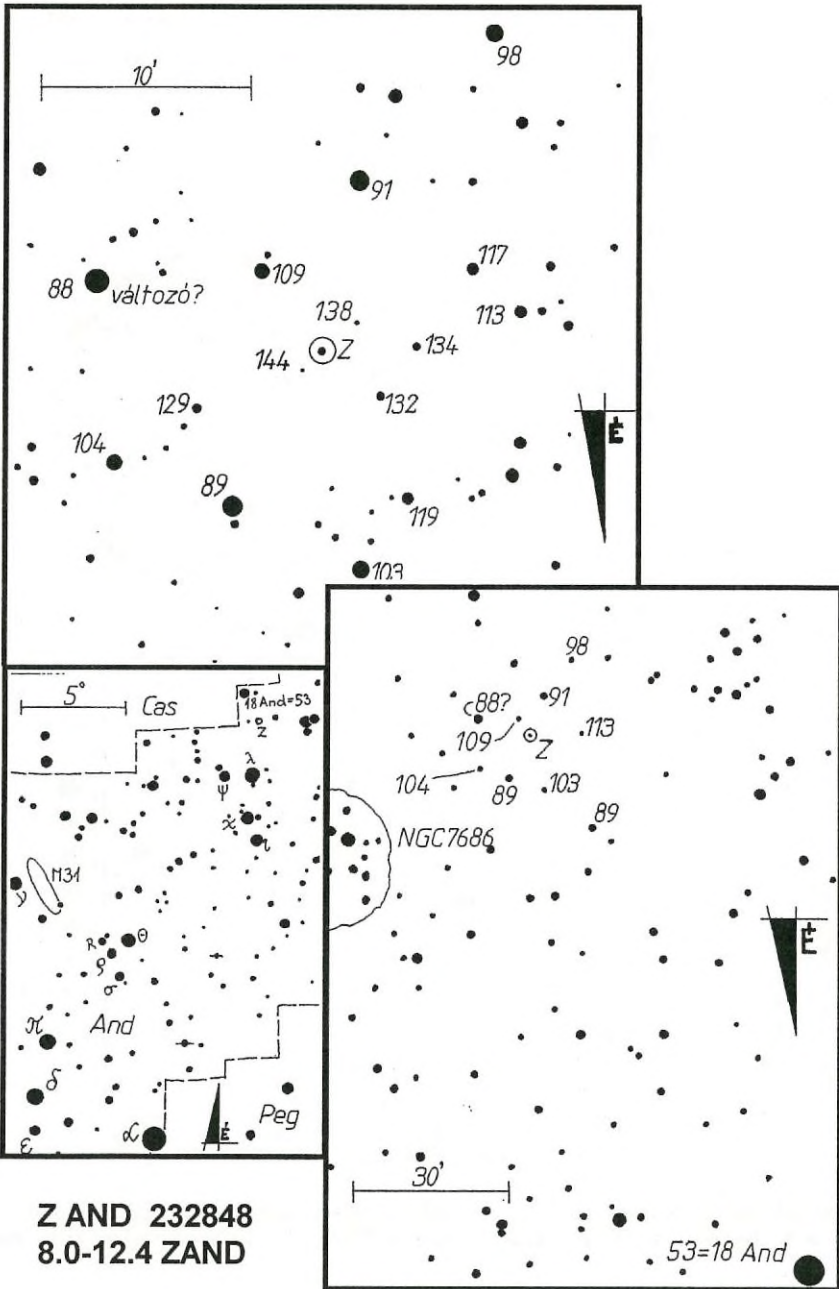 98
10'
91
88 változó?
109
117
138
113
Z
134
144
129
132
104
89
119
103
É
5°
Cas
18 And=53
Z
λ
ψ
ϰ
ι
M31
ν
R
θ
ρ
σ
And
π
δ
ε
α
É
Peg
98
c88?
91
109
Z
113
104
89
103
89
NGC7686
É
30'
53=18 And
Z AND 232848
8.0-12.4 ZAND